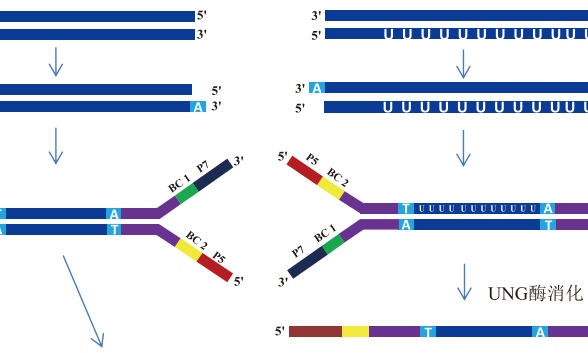 5'
3'
3'
5' U U U U U U U U U U U U
5'
A 3'
3' A
5' U U U U U U U U U U U U
BC 1 P7 3'
A
T
BC 2 P5 5'
5' P5 BC 2
T U U U U U U U U U U U U A
A T
P7 BC 1
3'
UNG酶消化
5' T A